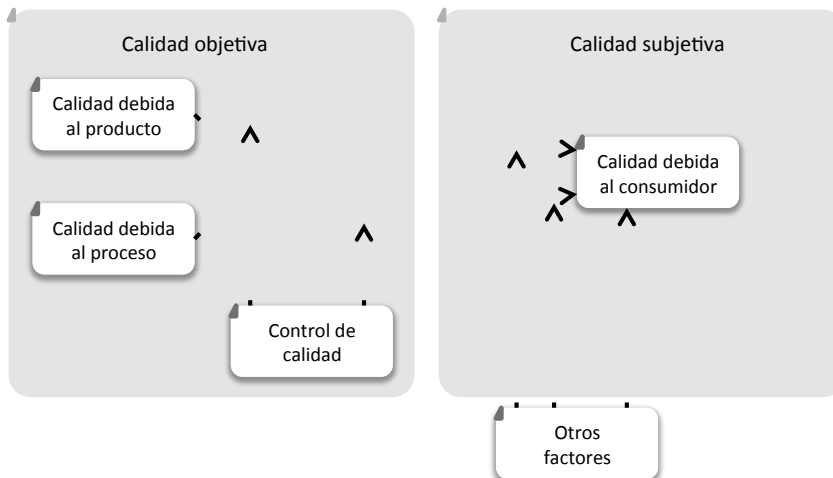 Calidad objetiva
Calidad debida
al producto
Calidad debida
al proceso
Control de
calidad
Calidad subjetiva
Calidad debida
al consumidor
Otros
factores